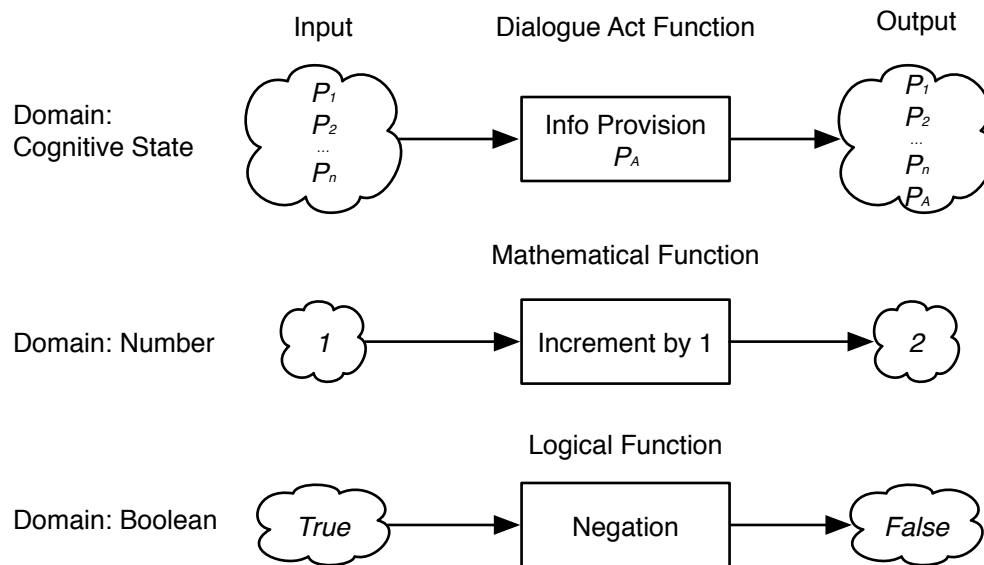 Input
Dialogue Act Function
Output
Domain:
Cognitive State
P1
P2
...
Pn
Info Provision
PA
P1
P2
...
Pn
PA
Mathematical Function
Domain: Number
1
Increment by 1
2
Logical Function
Domain: Boolean
True
Negation
False